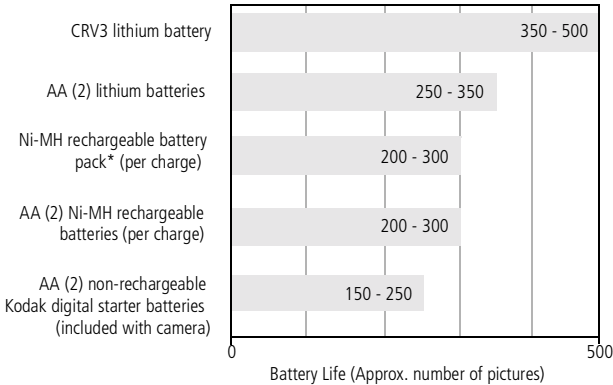 CRV3 lithium battery
350 - 500
AA (2) lithium batteries
250 - 350
Ni-MH rechargeable battery
pack* (per charge)
200 - 300
AA (2) Ni-MH rechargeable
batteries (per charge)
200 - 300
AA (2) non-rechargeable
Kodak digital starter batteries
(included with camera)
150 - 250
0
500
Battery Life (Approx. number of pictures)